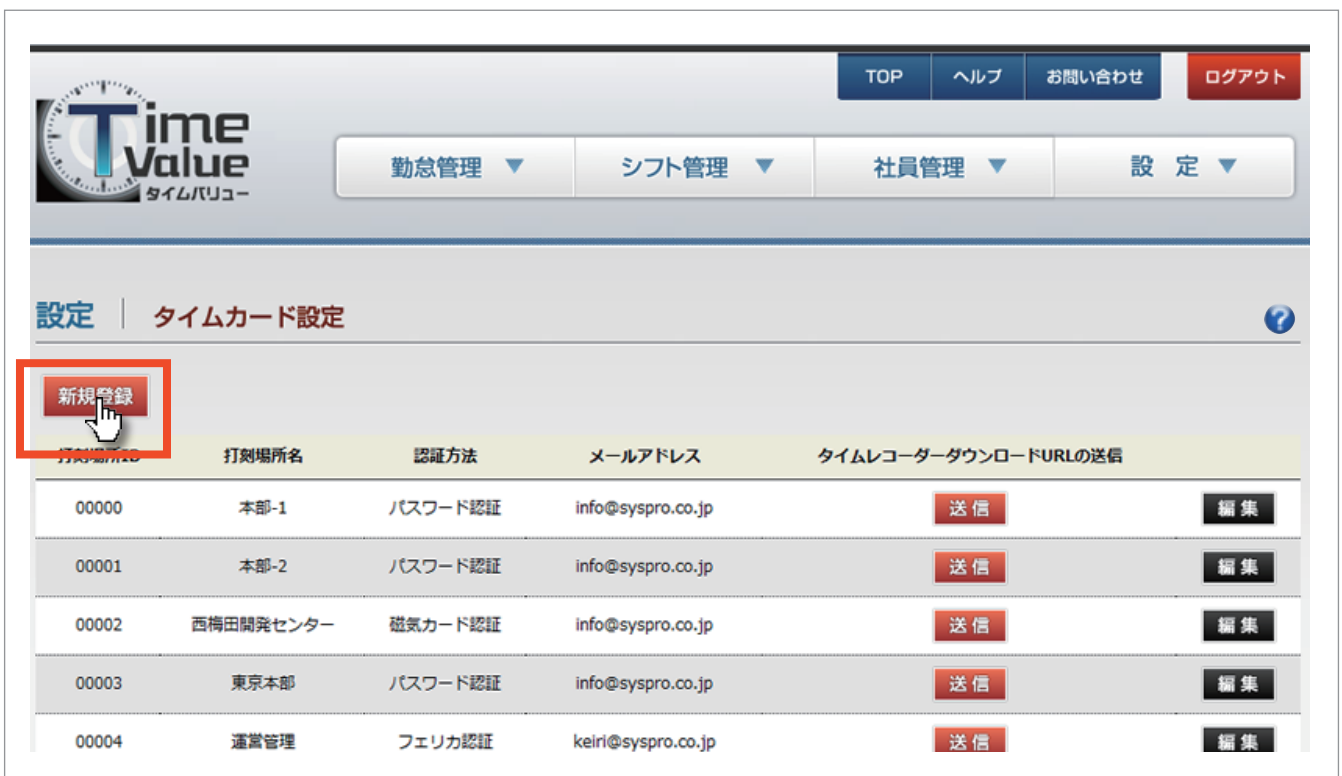 TOP ヘルプ お問い合わせ ログアウト
Time
Value
タイムバリュー
勤怠管理 ▼ シフト管理 ▼ 社員管理 ▼ 設 定 ▼
設定 | タイムカード設定 ?
新規登録
打刻場所ID 打刻場所名 認証方法 メールアドレス タイムレコーダーダウンロードURLの送信
00000 本部-1 パスワード認証 info@syspro.co.jp 送信 編集
00001 本部-2 パスワード認証 info@syspro.co.jp 送信 編集
00002 西梅田開発センター 磁気カード認証 info@syspro.co.jp 送信 編集
00003 東京本部 パスワード認証 info@syspro.co.jp 送信 編集
00004 運営管理 フェリカ認証 keiri@syspro.co.jp 送信 編集